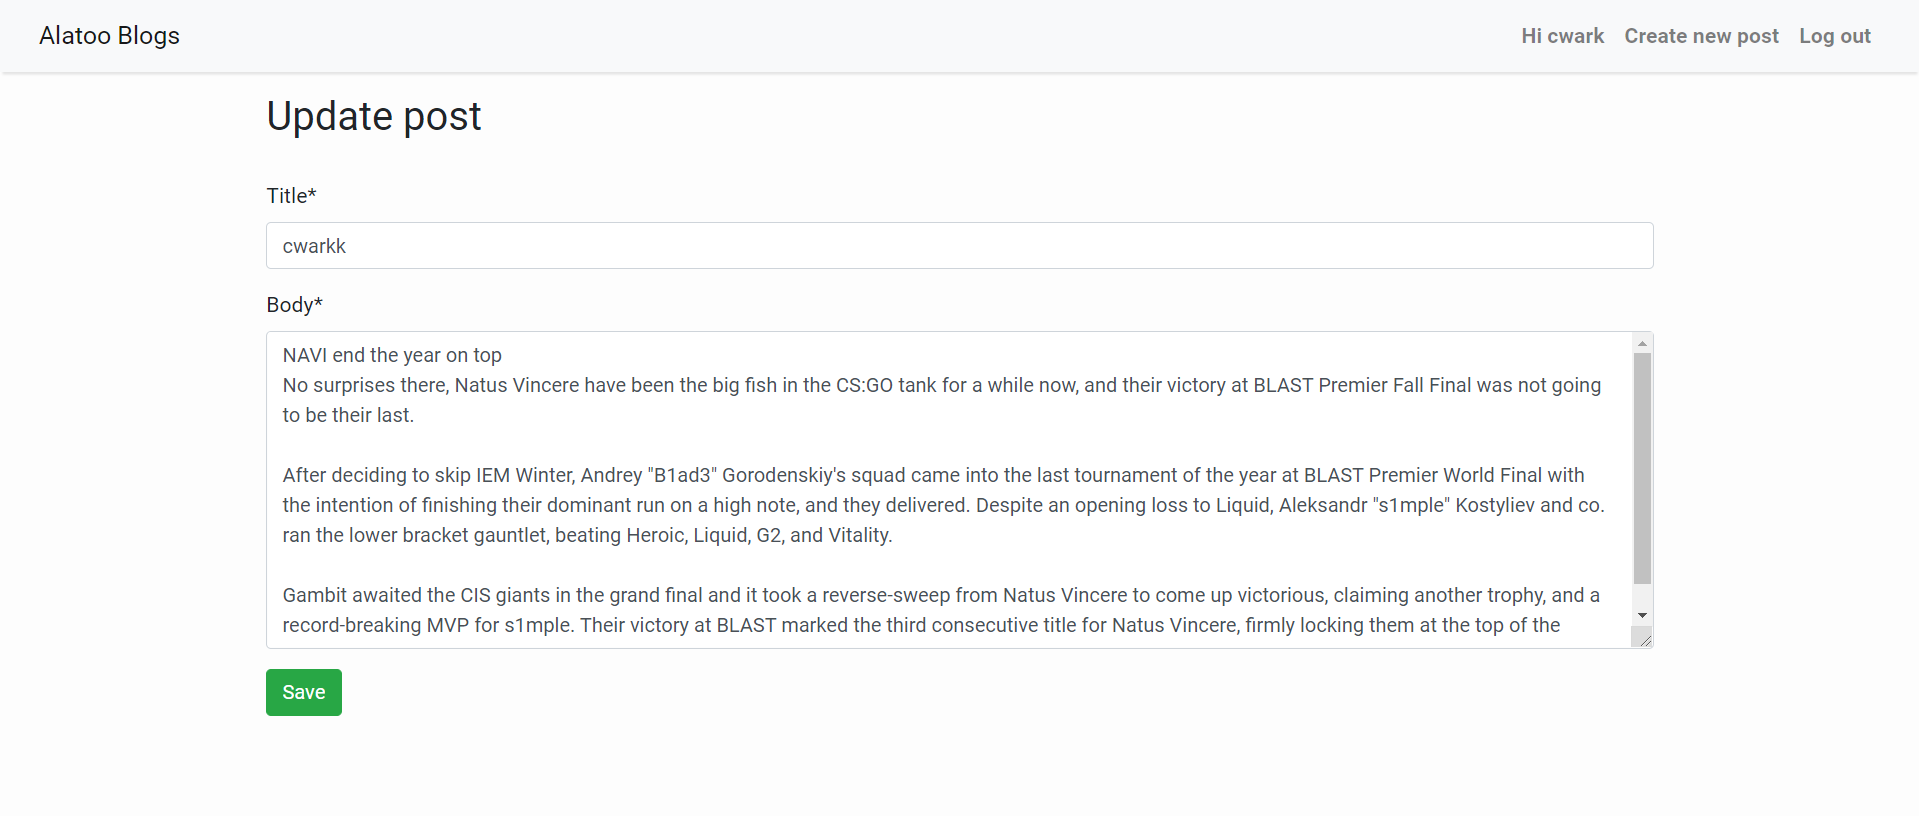 Alatoo Blogs
Hi cwark Create new post Log out
Update post
Title*
cwarkk
Body*
NAVI end the year on top
No surprises there, Natus Vincere have been the big fish in the CS:GO tank for a while now, and their victory at BLAST Premier Fall Final was not going
to be their last.
After deciding to skip IEM Winter, Andrey "B1ad3" Gorodenskiy's squad came into the last tournament of the year at BLAST Premier World Final with
the intention of finishing their dominant run on a high note, and they delivered. Despite an opening loss to Liquid, Aleksandr "s1mple" Kostyliev and co.
ran the lower bracket gauntlet, beating Heroic, Liquid, G2, and Vitality.
Gambit awaited the CIS giants in the grand final and it took a reverse-sweep from Natus Vincere to come up victorious, claiming another trophy, and a
record-breaking MVP for s1mple. Their victory at BLAST marked the third consecutive title for Natus Vincere, firmly locking them at the top of the
Save